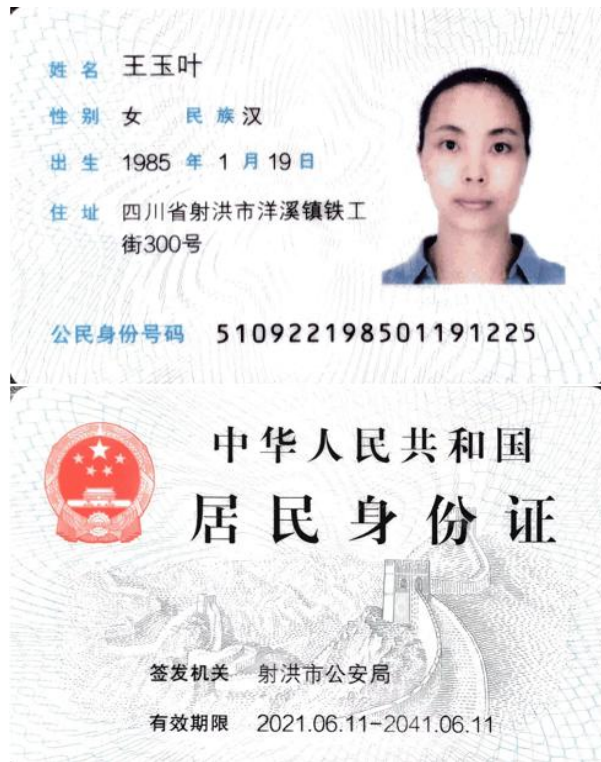 姓名 王玉叶
性别 女 民族 汉
出生 1985 年 1 月 19 日
住址 四川省射洪市洋溪镇铁工
街300号
公民身份号码 510922198501191225
中华人民共和国
居民身份证
签发机关 射洪市公安局
有效期限 2021.06.11-2041.06.11